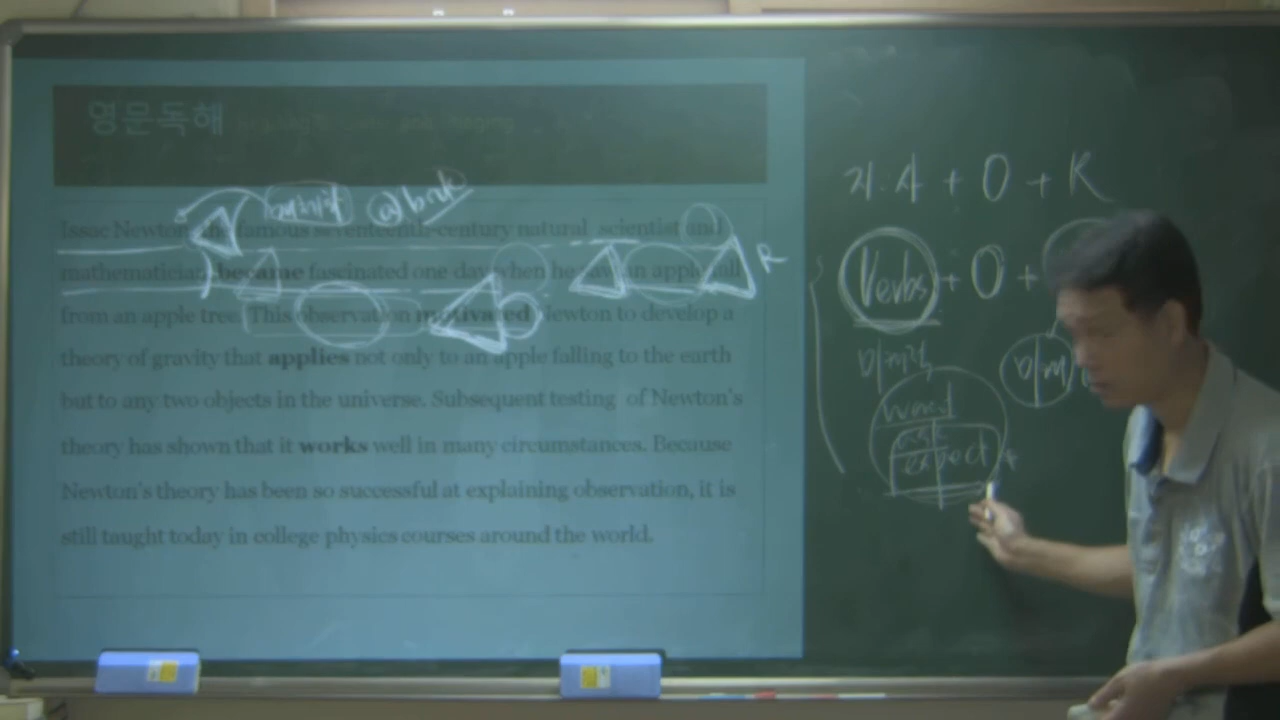 영문독해
Issac Newton, the famous seventeenth-century natural scientist and
mathematician became fascinated one day when he saw an apple fall
from an apple tree. This observation motivated Newton to develop a
theory of gravity that applies not only to an apple falling to the earth
but to any two objects in the universe. Subsequent testing of Newton's
theory has shown that it works well in many circumstances. Because
Newton's theory has been so successful at explaining observation, it is
still taught today in college physics courses around the world.
지.사 + O + R
Verbs + O +
미래적
want
ask
expect +
R